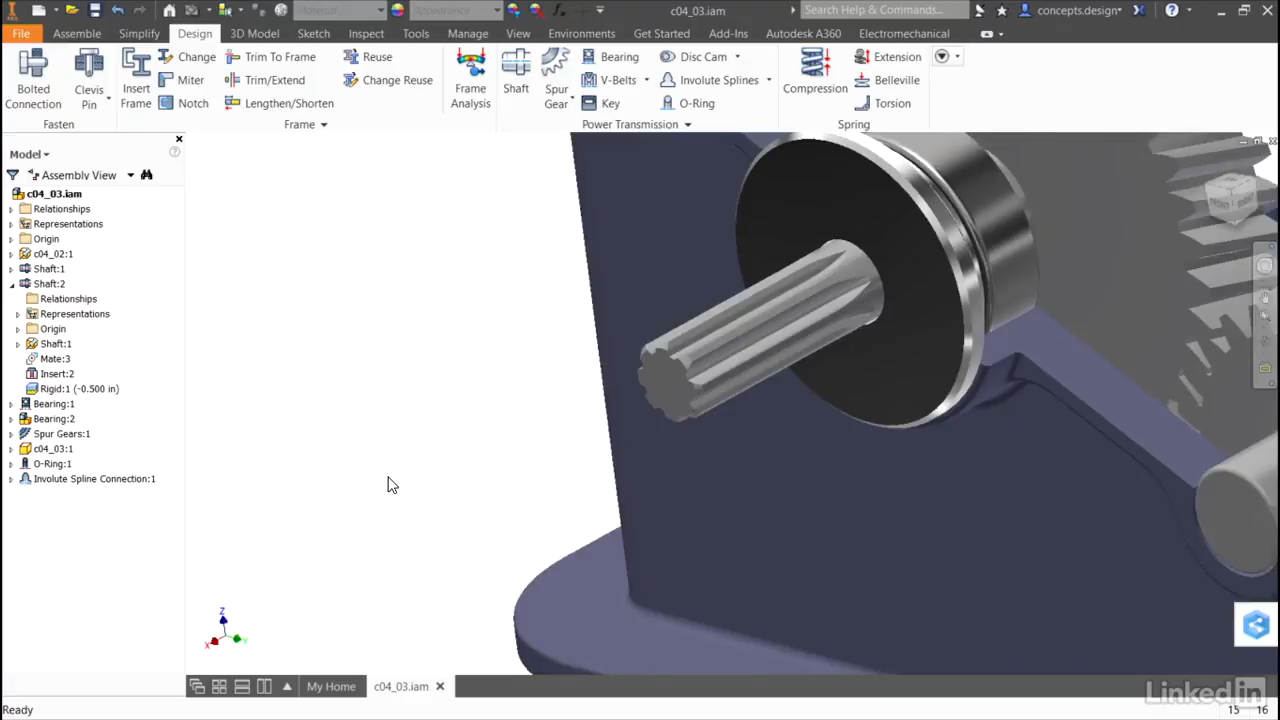 Material
Appearance
c04_03.iam
Search Help & Commands...
concepts.design
File Assemble Simplify Design 3D Model Sketch Inspect Tools Manage View Environments Get Started Add-Ins Autodesk A360 Electromechanical
Bolted Connection
Clevis Pin
Fasten
Insert Frame
Change
Miter
Notch
Trim To Frame
Trim/Extend
Lengthen/Shorten
Reuse
Change Reuse
Frame
Frame Analysis
Shaft
Spur Gear
Bearing
V-Belts
Key
Disc Cam
Involute Splines
O-Ring
Power Transmission
Compression
Extension
Belleville
Torsion
Spring
Model
Assembly View
c04_03.iam
Relationships
Representations
Origin
c04_02:1
Shaft:1
Shaft:2
Relationships
Representations
Origin
Shaft:1
Mate:3
Insert:2
Rigid:1 (-0.500 in)
Bearing:1
Bearing:2
Spur Gears:1
c04_03:1
O-Ring:1
Involute Spline Connection:1
FRONT
Z
X
Y
My Home
c04_03.iam
Linked in
Ready
15 16